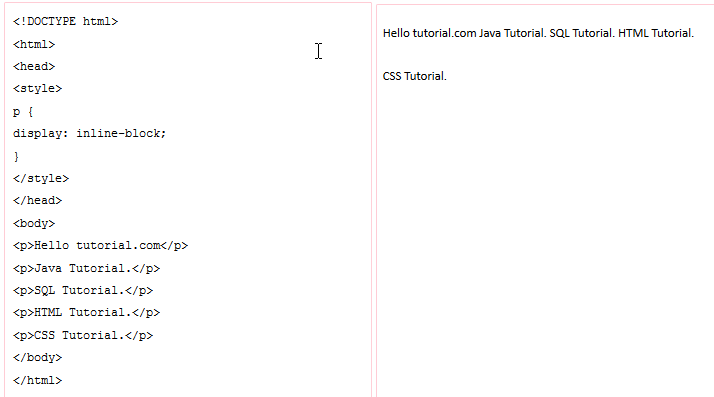 <!DOCTYPE html>
<html>
<head>
<style>
p {
display: inline-block;
}
</style>
</head>
<body>
<p>Hello tutorial.com</p>
<p>Java Tutorial.</p>
<p>SQL Tutorial.</p>
<p>HTML Tutorial.</p>
<p>CSS Tutorial.</p>
</body>
</html>
Hello tutorial.com Java Tutorial. SQL Tutorial. HTML Tutorial.
CSS Tutorial.